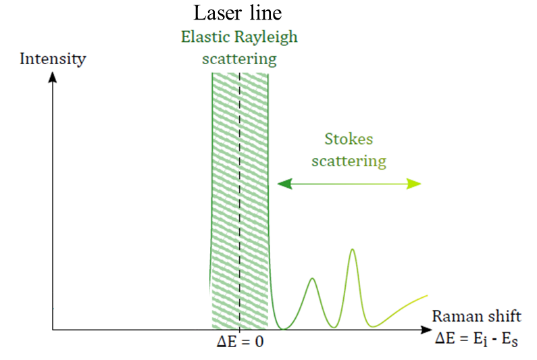 Laser line
Elastic Rayleigh
scattering
Intensity
Stokes
scattering
Raman shift
ΔE = 0
ΔE = Ei - Es